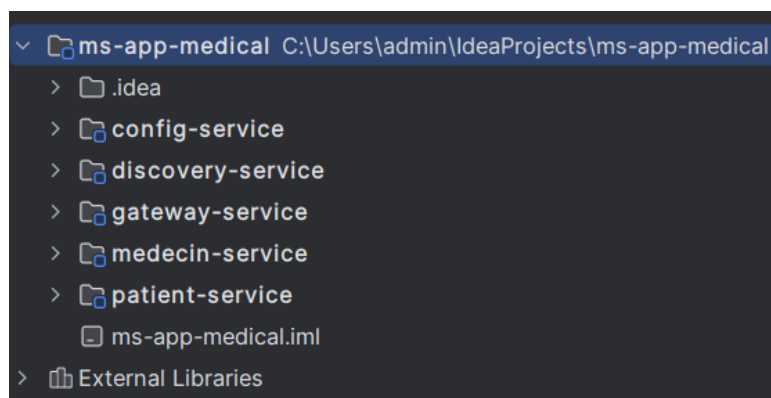 ms-app-medical C:\Users\admin\IdeaProjects\ms-app-medical
.idea
config-service
discovery-service
gateway-service
medecin-service
patient-service
ms-app-medical.iml
External Libraries